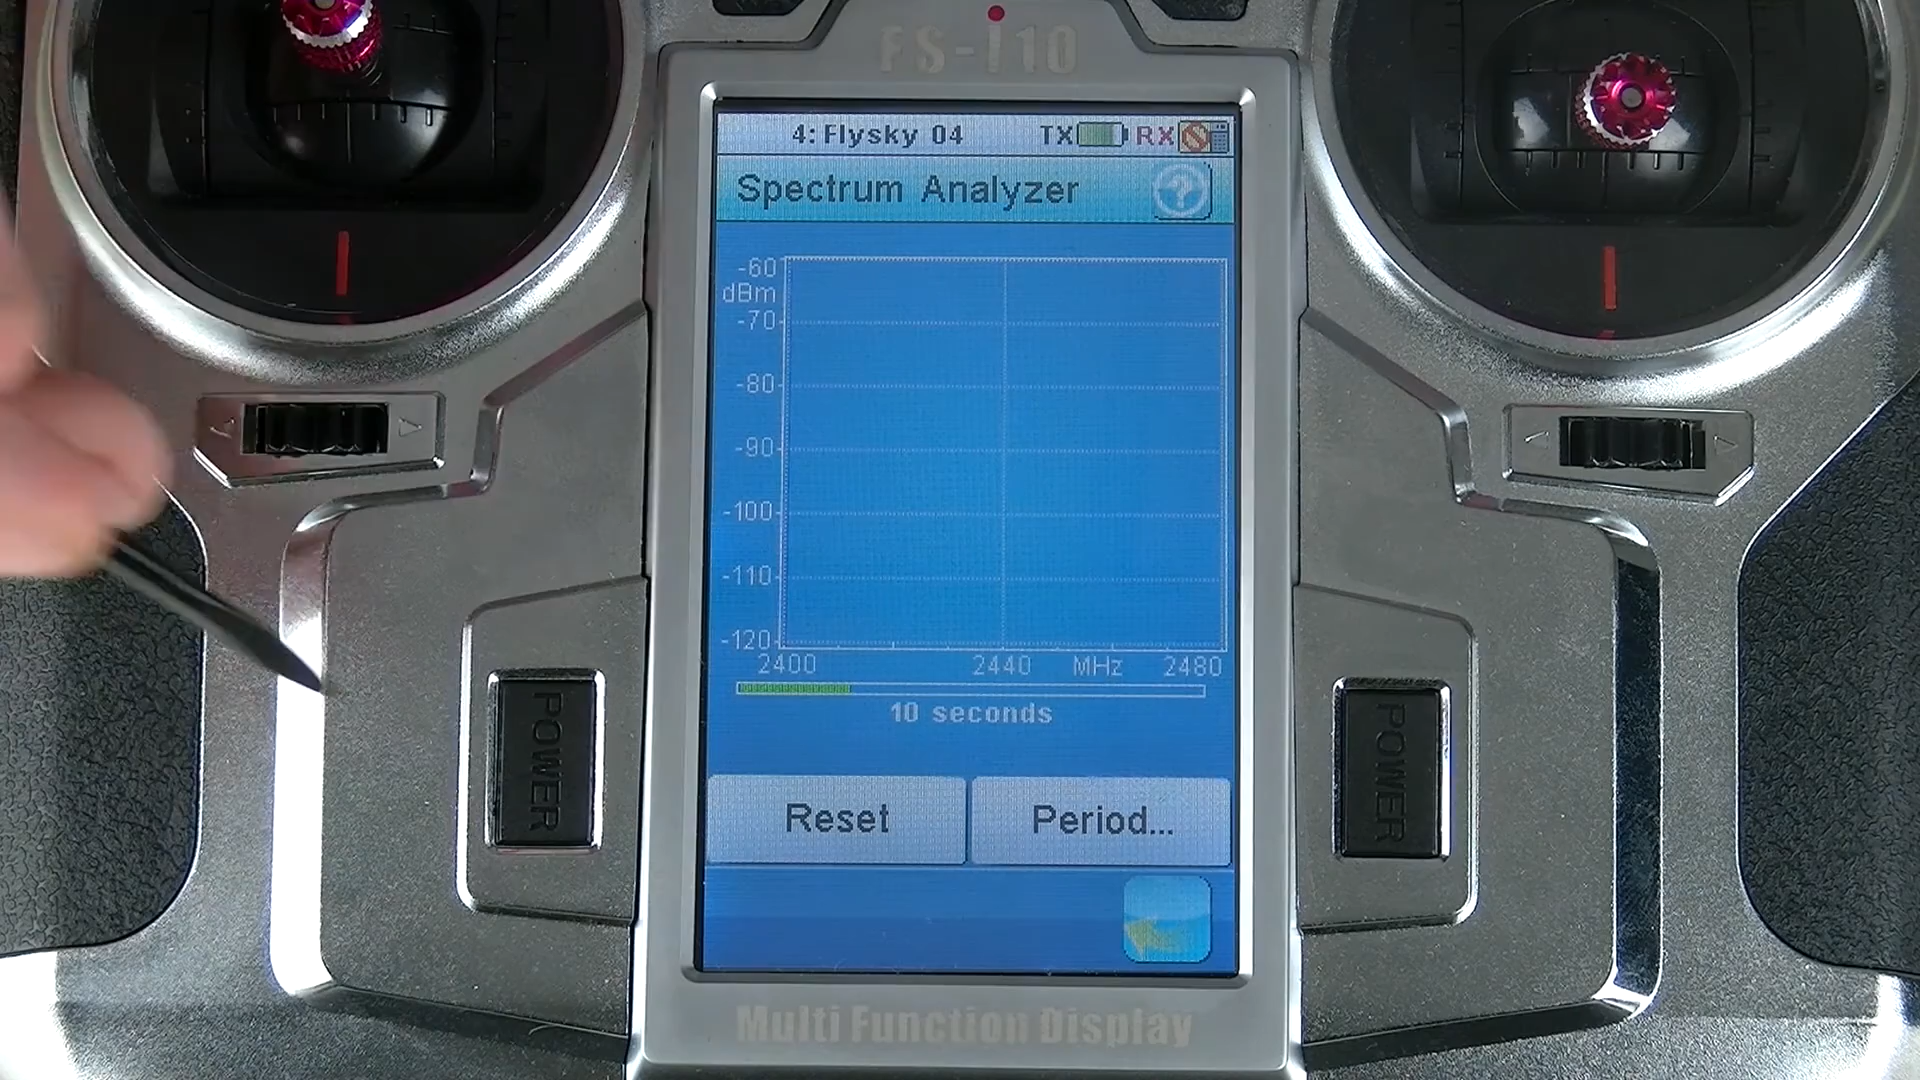 FS-i10
4: Flysky 04 TX RX
Spectrum Analyzer ?
-60
dBm
-70
-80
-90
-100
-110
-120
2400 2440 MHz 2480
10 seconds
Reset Period...
POWER POWER
Multi Function Display